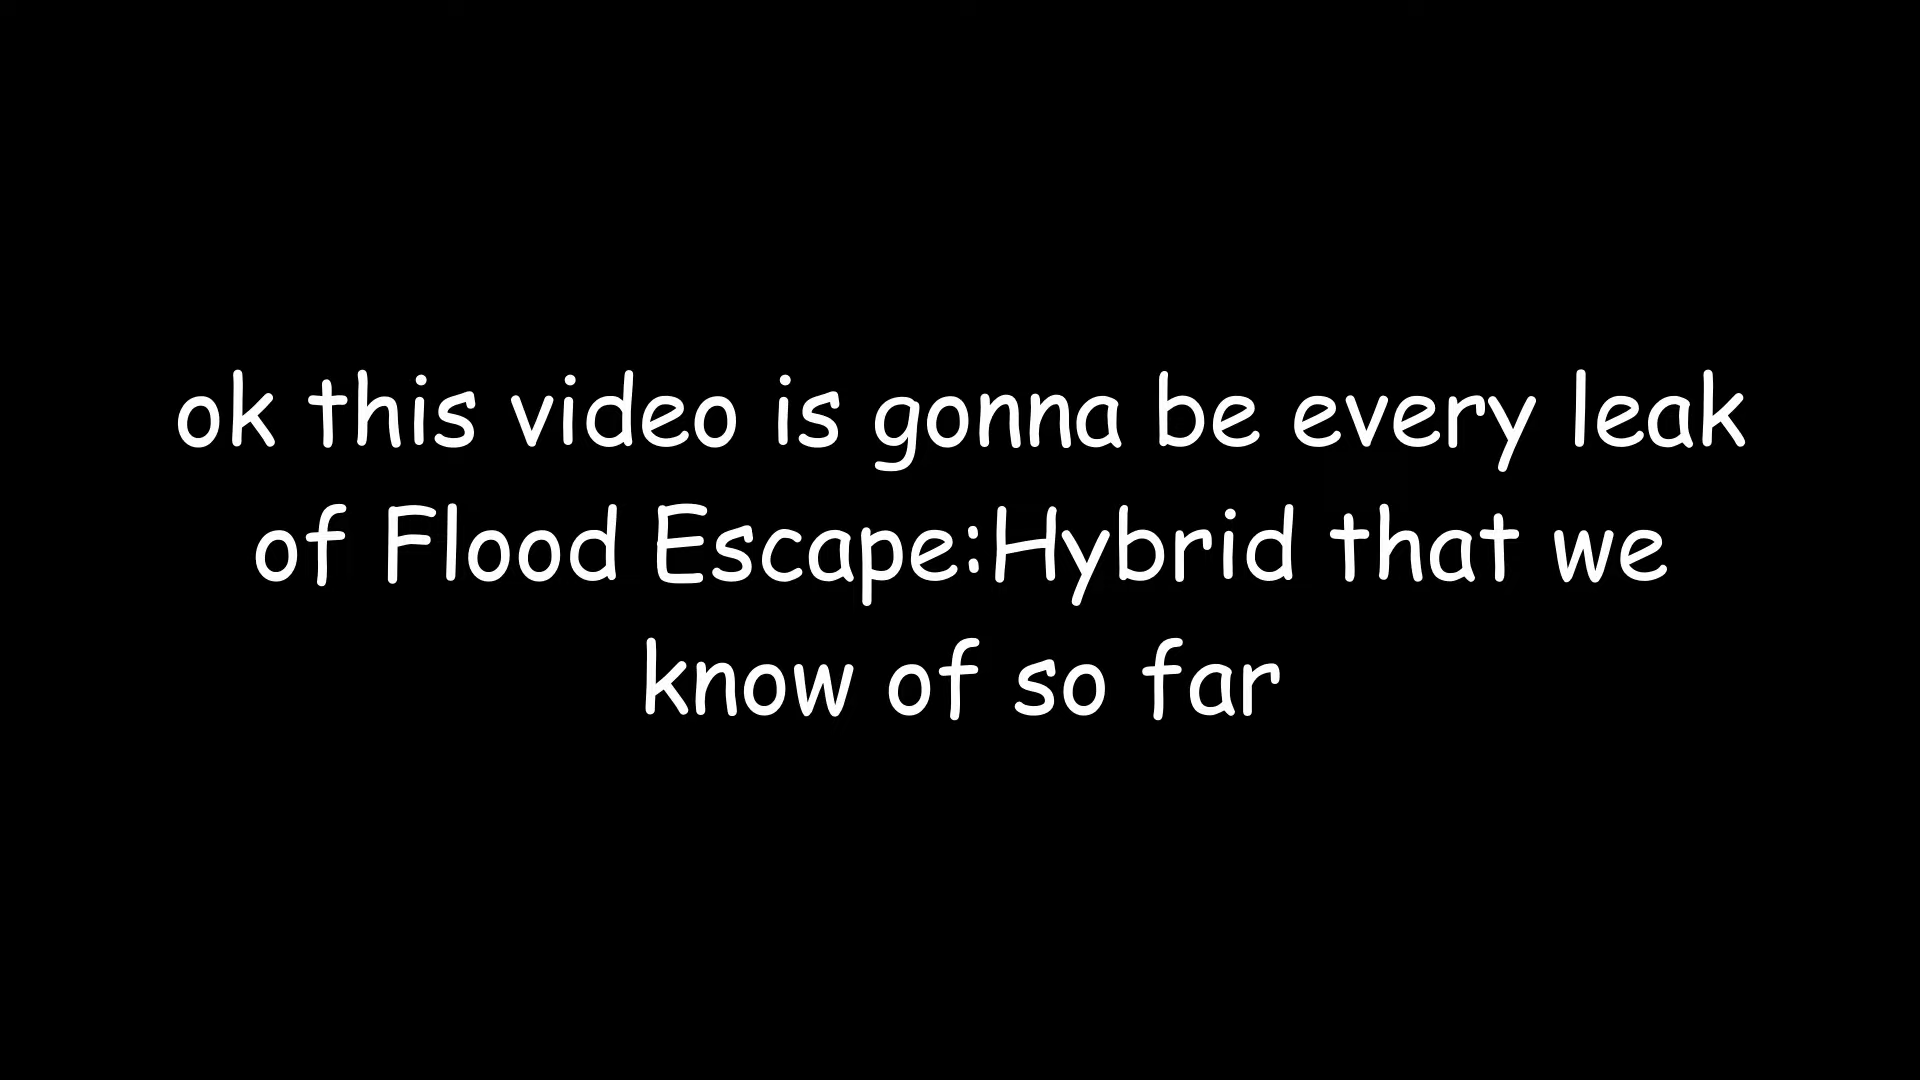 ok this video is gonna be every leak
of Flood Escape:Hybrid that we
know of so far